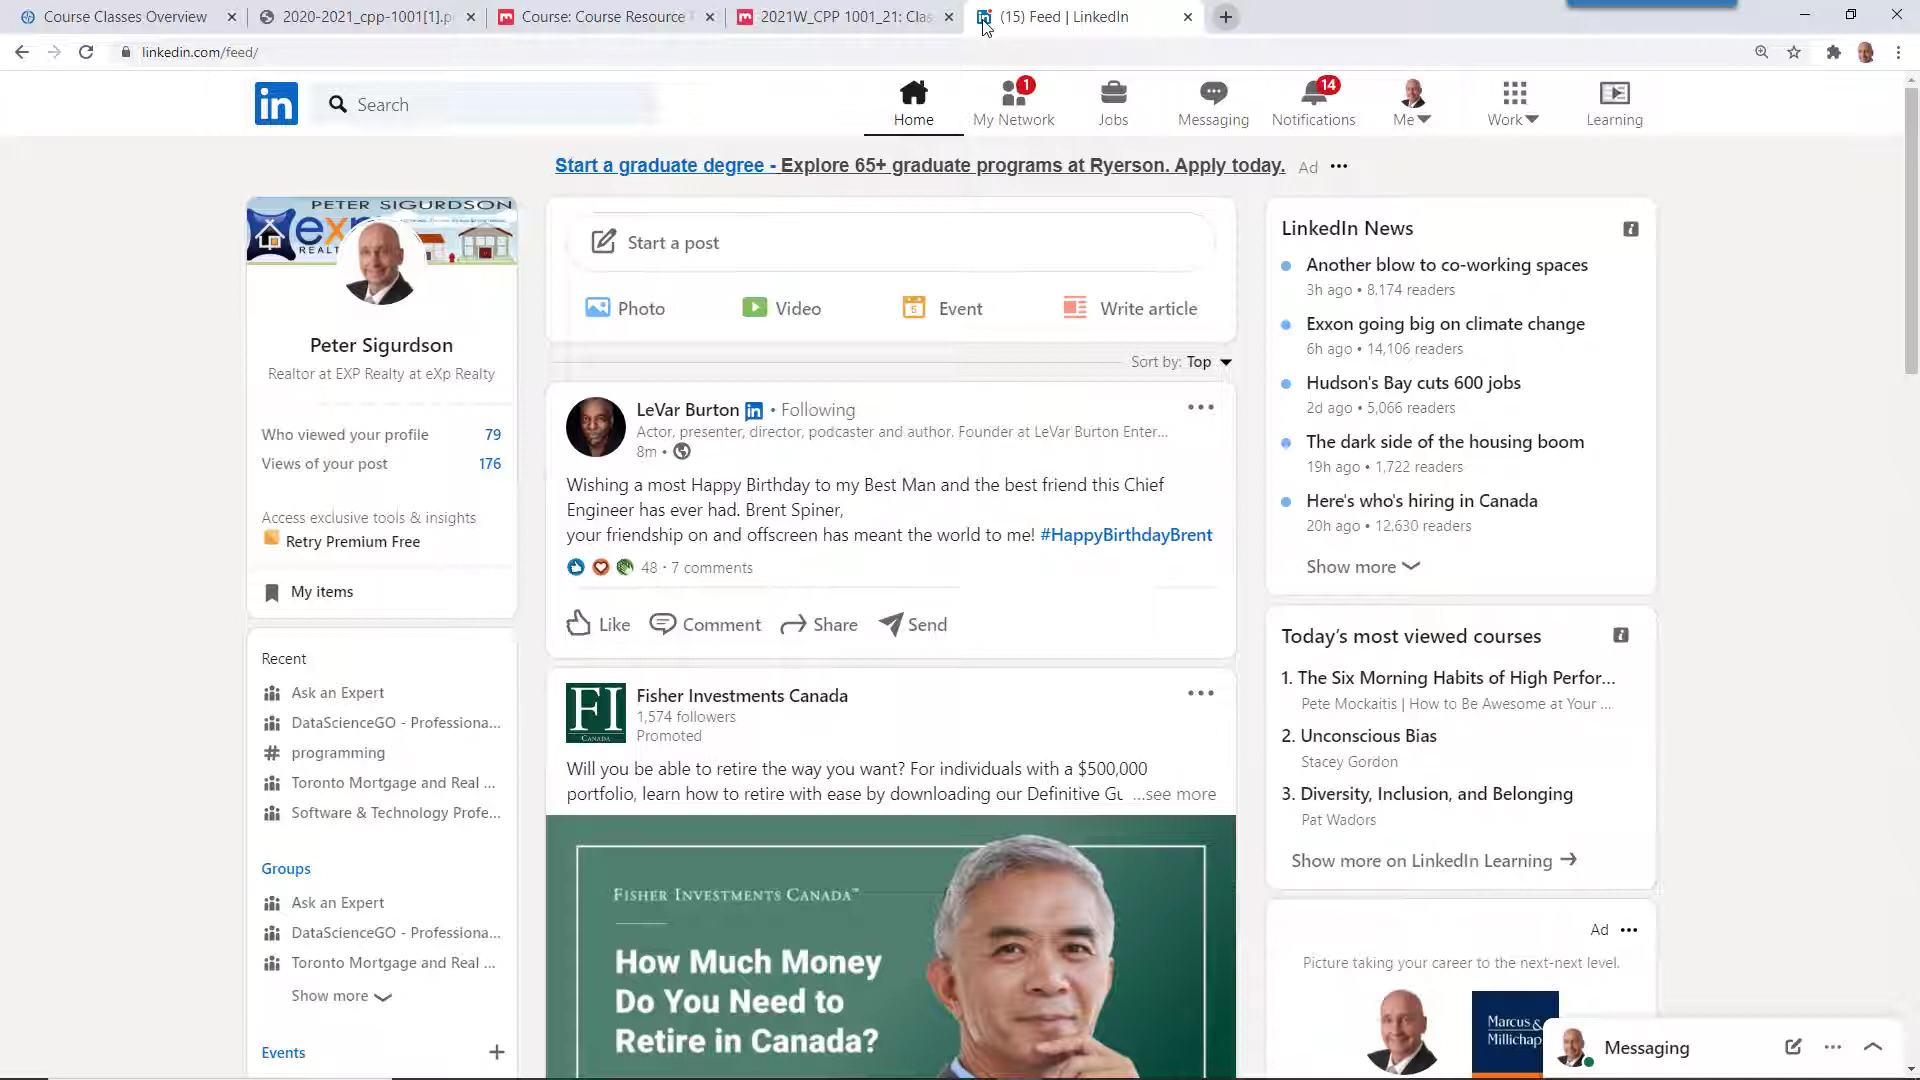 Course Classes Overview
2020-2021_cpp-1001[1].p
Course: Course Resource
2021W_CPP 1001_21: Clas
(15) Feed | LinkedIn
linkedin.com/feed/
in
Search
Home
1
My Network
Jobs
Messaging
14
Notifications
Me
Work
Learning
Start a graduate degree - Explore 65+ graduate programs at Ryerson. Apply today. Ad
PETER SIGURDSON
exp
REALT
Peter Sigurdson
Realtor at EXP Realty at eXp Realty
Who viewed your profile 79
Views of your post 176
Access exclusive tools & insights
Retry Premium Free
My items
Recent
Ask an Expert
DataScienceGO - Professiona...
# programming
Toronto Mortgage and Real ...
Software & Technology Profe...
Groups
Ask an Expert
DataScienceGO - Professiona...
Toronto Mortgage and Real ...
Show more
Events +
Start a post
Photo
Video
Event
Write article
Sort by: Top
LeVar Burton in • Following
Actor, presenter, director, podcaster and author. Founder at LeVar Burton Enter...
8m •
Wishing a most Happy Birthday to my Best Man and the best friend this Chief
Engineer has ever had. Brent Spiner,
your friendship on and offscreen has meant the world to me! #HappyBirthdayBrent
48 · 7 comments
Like
Comment
Share
Send
FI
CANADA
Fisher Investments Canada
1,574 followers
Promoted
Will you be able to retire the way you want? For individuals with a $500,000
portfolio, learn how to retire with ease by downloading our Definitive Gu ...see more
FISHER INVESTMENTS CANADA™
How Much Money
Do You Need to
Retire in Canada?
LinkedIn News
Another blow to co-working spaces
3h ago • 8,174 readers
Exxon going big on climate change
6h ago • 14,106 readers
Hudson's Bay cuts 600 jobs
2d ago • 5,066 readers
The dark side of the housing boom
19h ago • 1,722 readers
Here's who's hiring in Canada
20h ago • 12,630 readers
Show more
Today's most viewed courses
1. The Six Morning Habits of High Perfor...
Pete Mockaitis | How to Be Awesome at Your ...
2. Unconscious Bias
Stacey Gordon
3. Diversity, Inclusion, and Belonging
Pat Wadors
Show more on LinkedIn Learning
Ad
Picture taking your career to the next-next level.
Marcus &
Millichap
Messaging